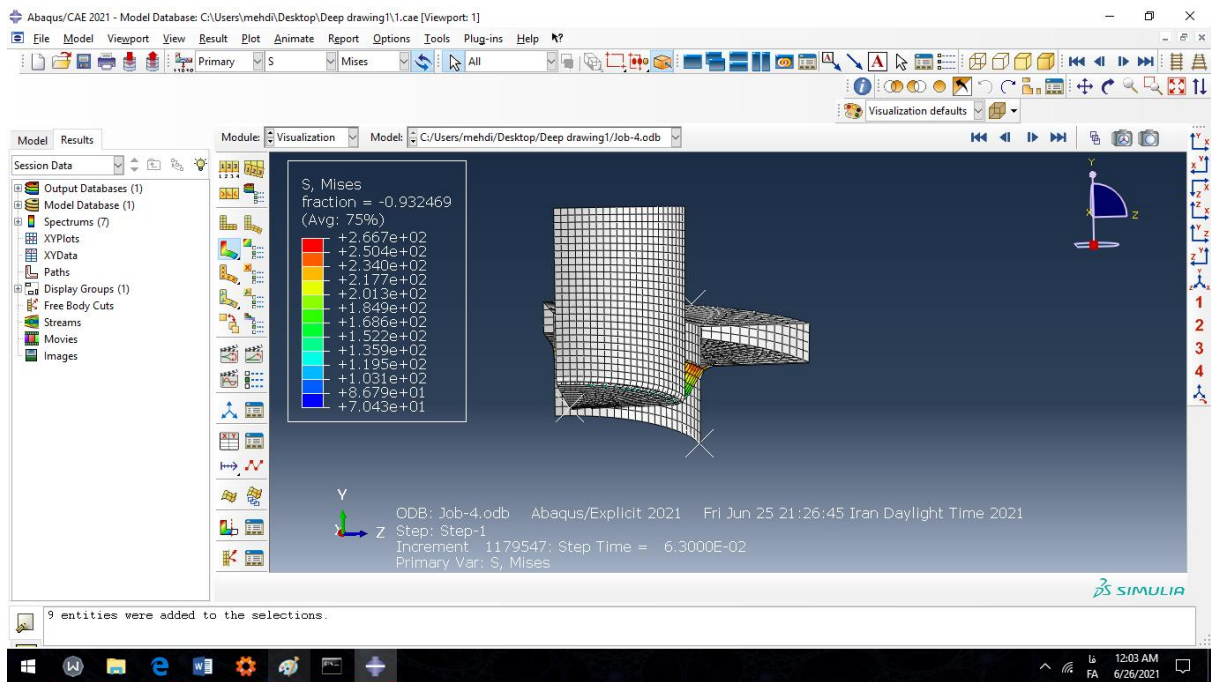 Abaqus/CAE 2021 - Model Database: C:\Users\mehdi\Desktop\Deep drawing1\1.cae [Viewport: 1]
File Model Viewport View Result Plot Animate Report Options Tools Plug-ins Help
Primary S Mises All
Visualization defaults
Model Results
Module: Visualization Model: C:/Users/mehdi/Desktop/Deep drawing1/Job-4.odb
Session Data
Output Databases (1)
Model Database (1)
Spectrums (7)
XYPlots
XYData
Paths
Display Groups (1)
Free Body Cuts
Streams
Movies
Images
S, Mises
fraction = -0.932469
(Avg: 75%)
+2.667e+02
+2.504e+02
+2.340e+02
+2.177e+02
+2.013e+02
+1.849e+02
+1.686e+02
+1.522e+02
+1.359e+02
+1.195e+02
+1.031e+02
+8.679e+01
+7.043e+01
Y
X Z
Y
X Z
ODB: Job-4.odb Abaqus/Explicit 2021 Fri Jun 25 21:26:45 Iran Daylight Time 2021
Step: Step-1
Increment 1179547: Step Time = 6.3000E-02
Primary Var: S, Mises
1
2
3
4
SIMULIA
9 entities were added to the selections.
12:03 AM
FA 6/26/2021